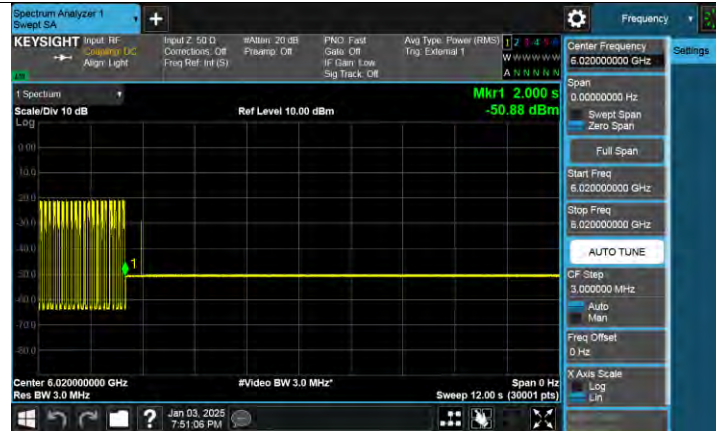 Spectrum Analyzer 1
Swept SA
Frequency
KEYSIGHT
Input: RF
Coupling: DC
Align: Light
Input Z: 50 Ω
Corrections: Off
Freq Ref: Int (S)
#Atten: 20 dB
Preamp: Off
PNO: Fast
Gate: Off
IF Gain: Low
Sig Track: Off
Avg Type: Power (RMS)
Trig: External 1
1 2 3 4 5 6
W W W W W W
A N N N N N
Center Frequency
6.020000000 GHz
Settings
Span
0.00000000 Hz
Swept Span
Zero Span
Full Span
Start Freq
6.020000000 GHz
Stop Freq
6.020000000 GHz
AUTO TUNE
CF Step
3.000000 MHz
Auto
Man
Freq Offset
0 Hz
X Axis Scale
Log
Lin
1 Spectrum
Scale/Div 10 dB
Log
Ref Level 10.00 dBm
Mkr1 2.000 s
-50.88 dBm
0.00
-10.0
-20.0
-30.0
-40.0
-50.0
-60.0
-70.0
-80.0
1
Center 6.020000000 GHz
Res BW 3.0 MHz
#Video BW 3.0 MHz*
Span 0 Hz
Sweep 12.00 s (30001 pts)
?
Jan 03, 2025
7:51:06 PM